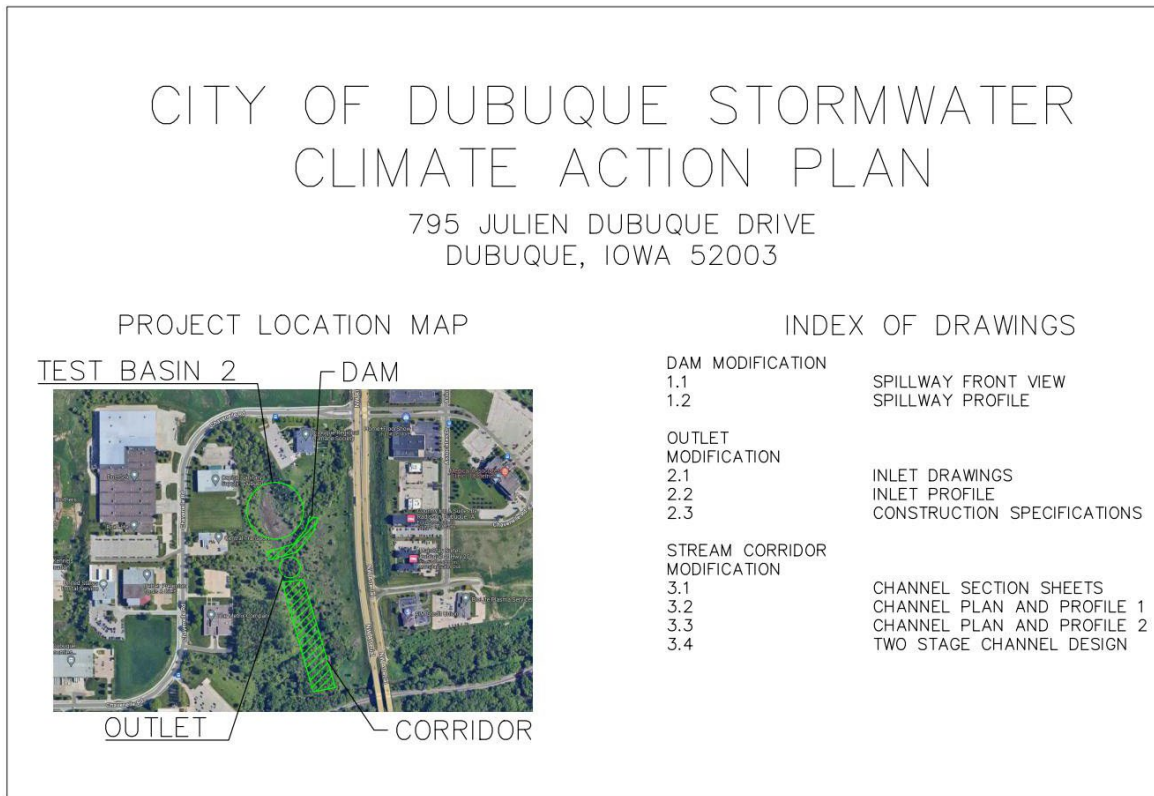 CITY OF DUBUQUE STORMWATER
CLIMATE ACTION PLAN
795 JULIEN DUBUQUE DRIVE
DUBUQUE, IOWA 52003
PROJECT LOCATION MAP
TEST BASIN 2
DAM
OUTLET
CORRIDOR
INDEX OF DRAWINGS
DAM MODIFICATION
1.1 SPILLWAY FRONT VIEW
1.2 SPILLWAY PROFILE
OUTLET
MODIFICATION
2.1 INLET DRAWINGS
2.2 INLET PROFILE
2.3 CONSTRUCTION SPECIFICATIONS
STREAM CORRIDOR
MODIFICATION
3.1 CHANNEL SECTION SHEETS
3.2 CHANNEL PLAN AND PROFILE 1
3.3 CHANNEL PLAN AND PROFILE 2
3.4 TWO STAGE CHANNEL DESIGN